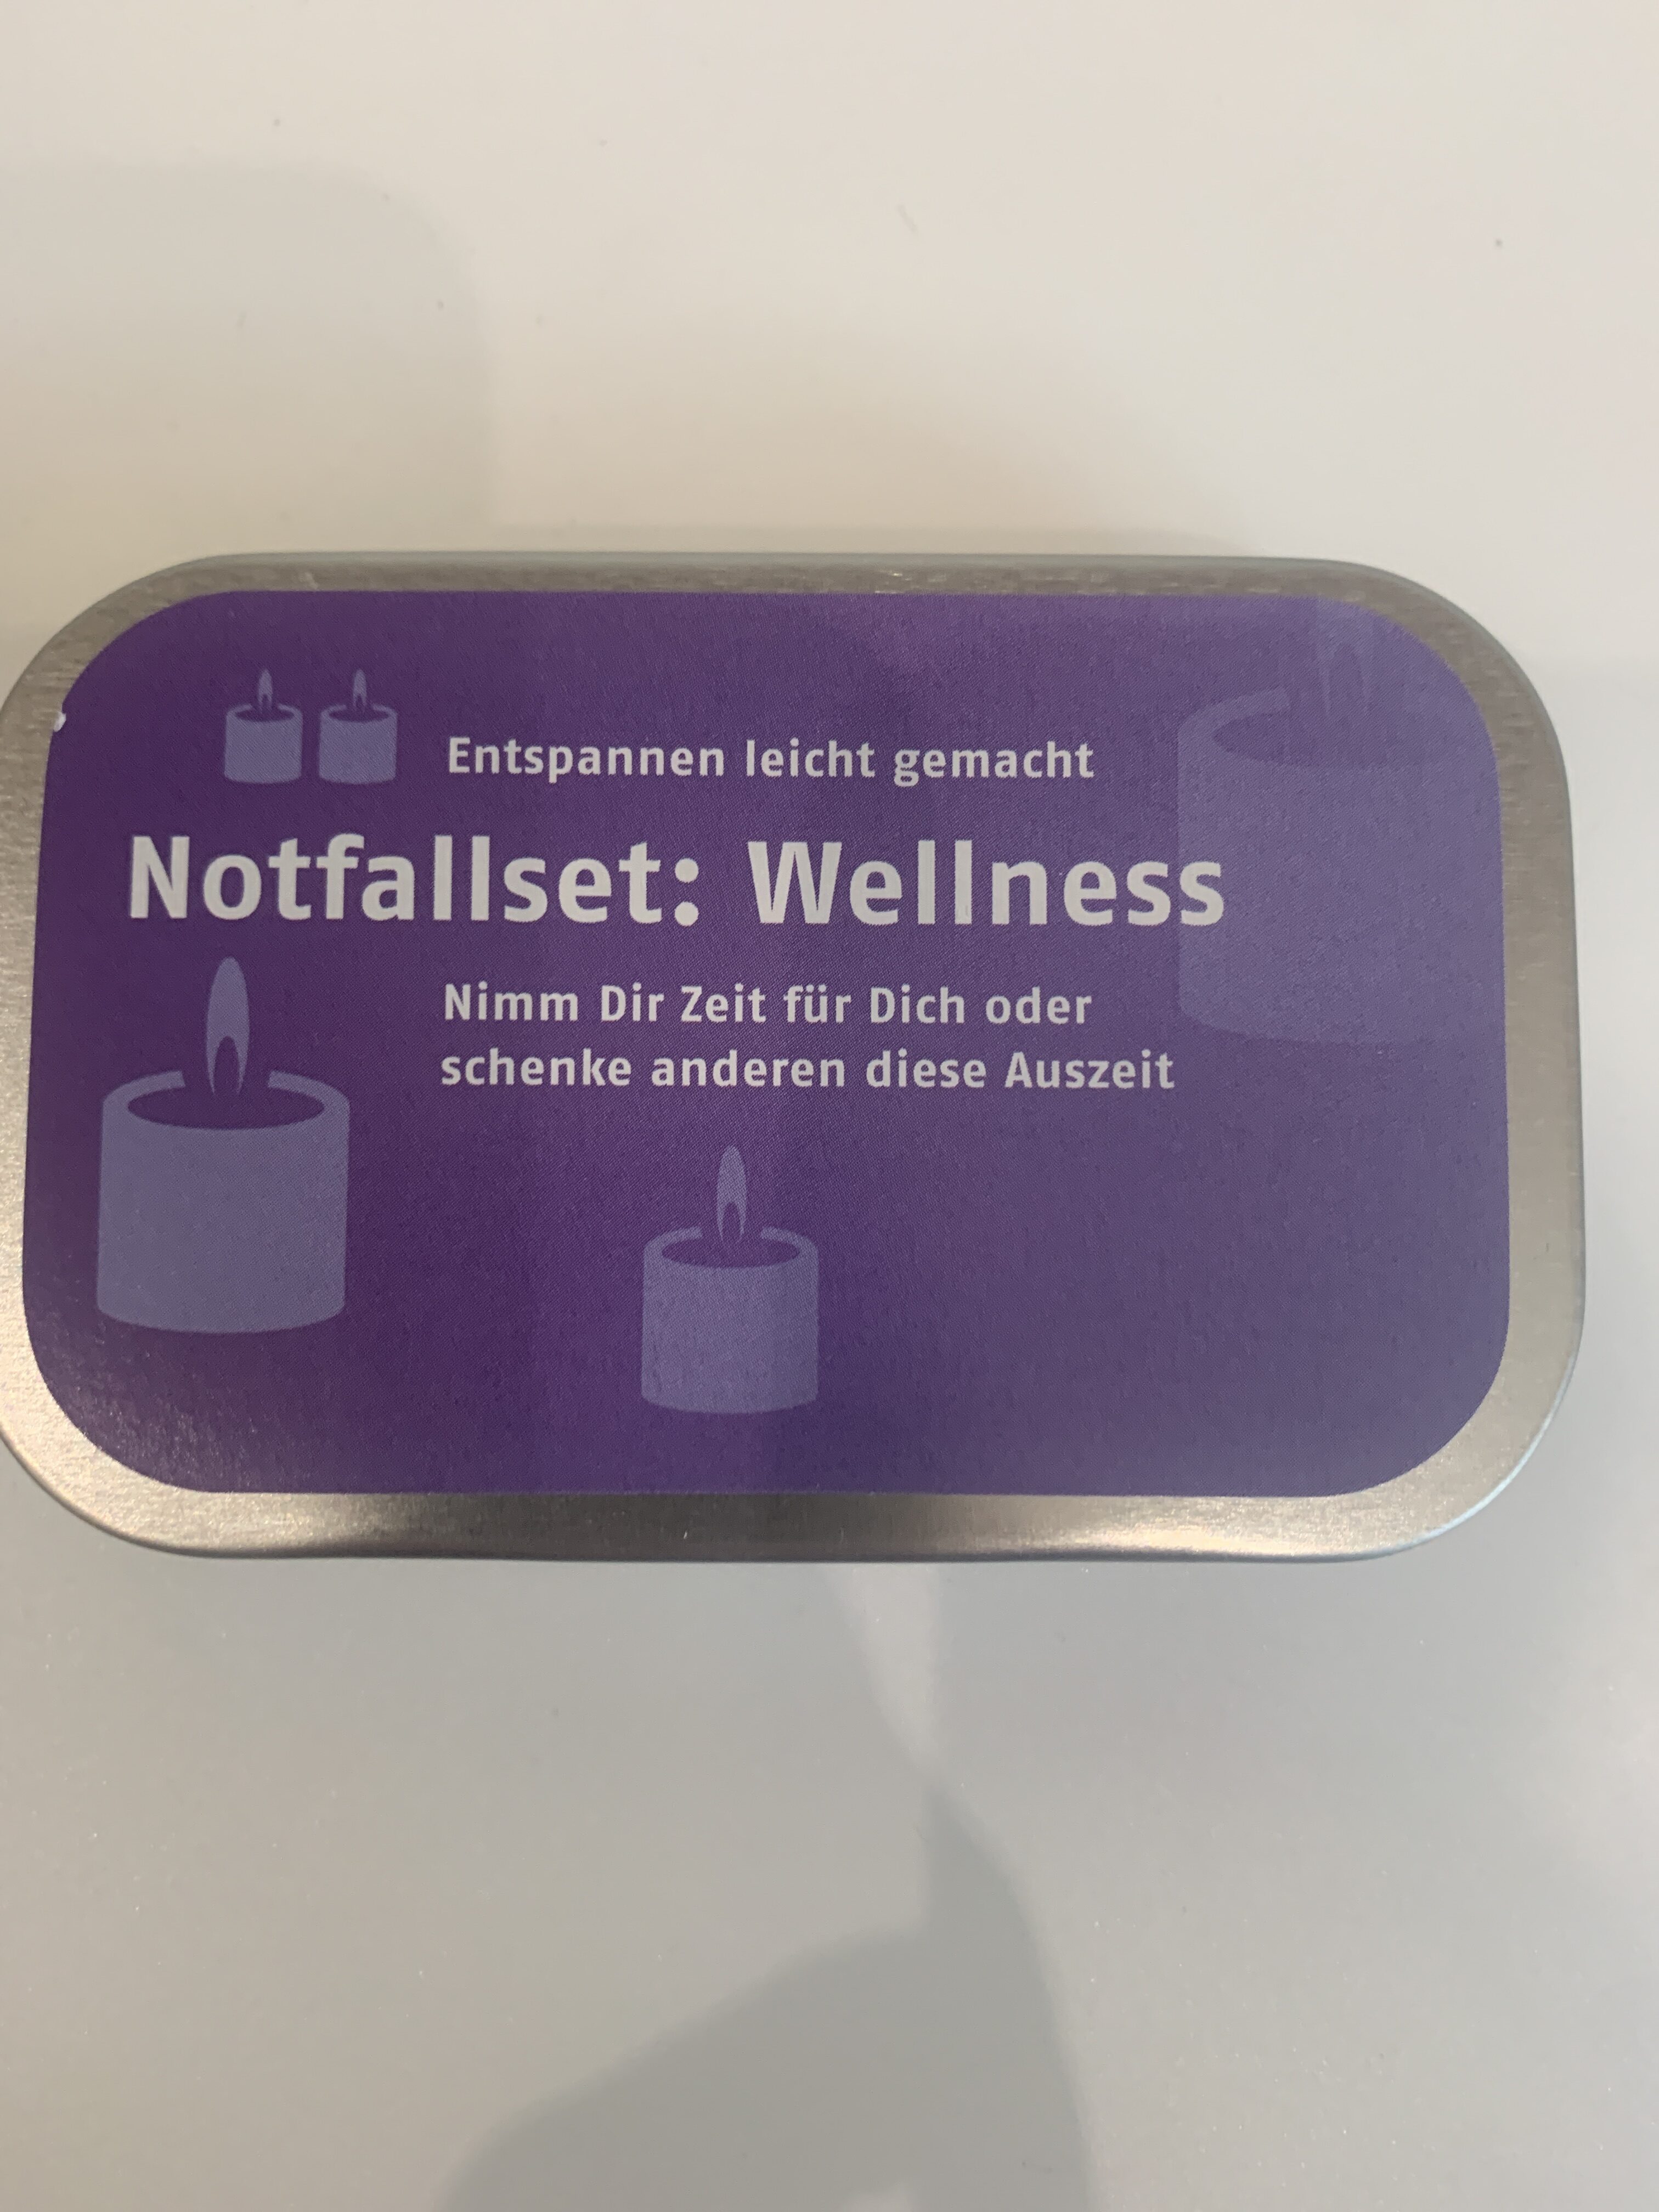 Entspannen leicht gemacht
Notfallset: Wellness
Nimm Dir Zeit für Dich oder
schenke anderen diese Auszeit